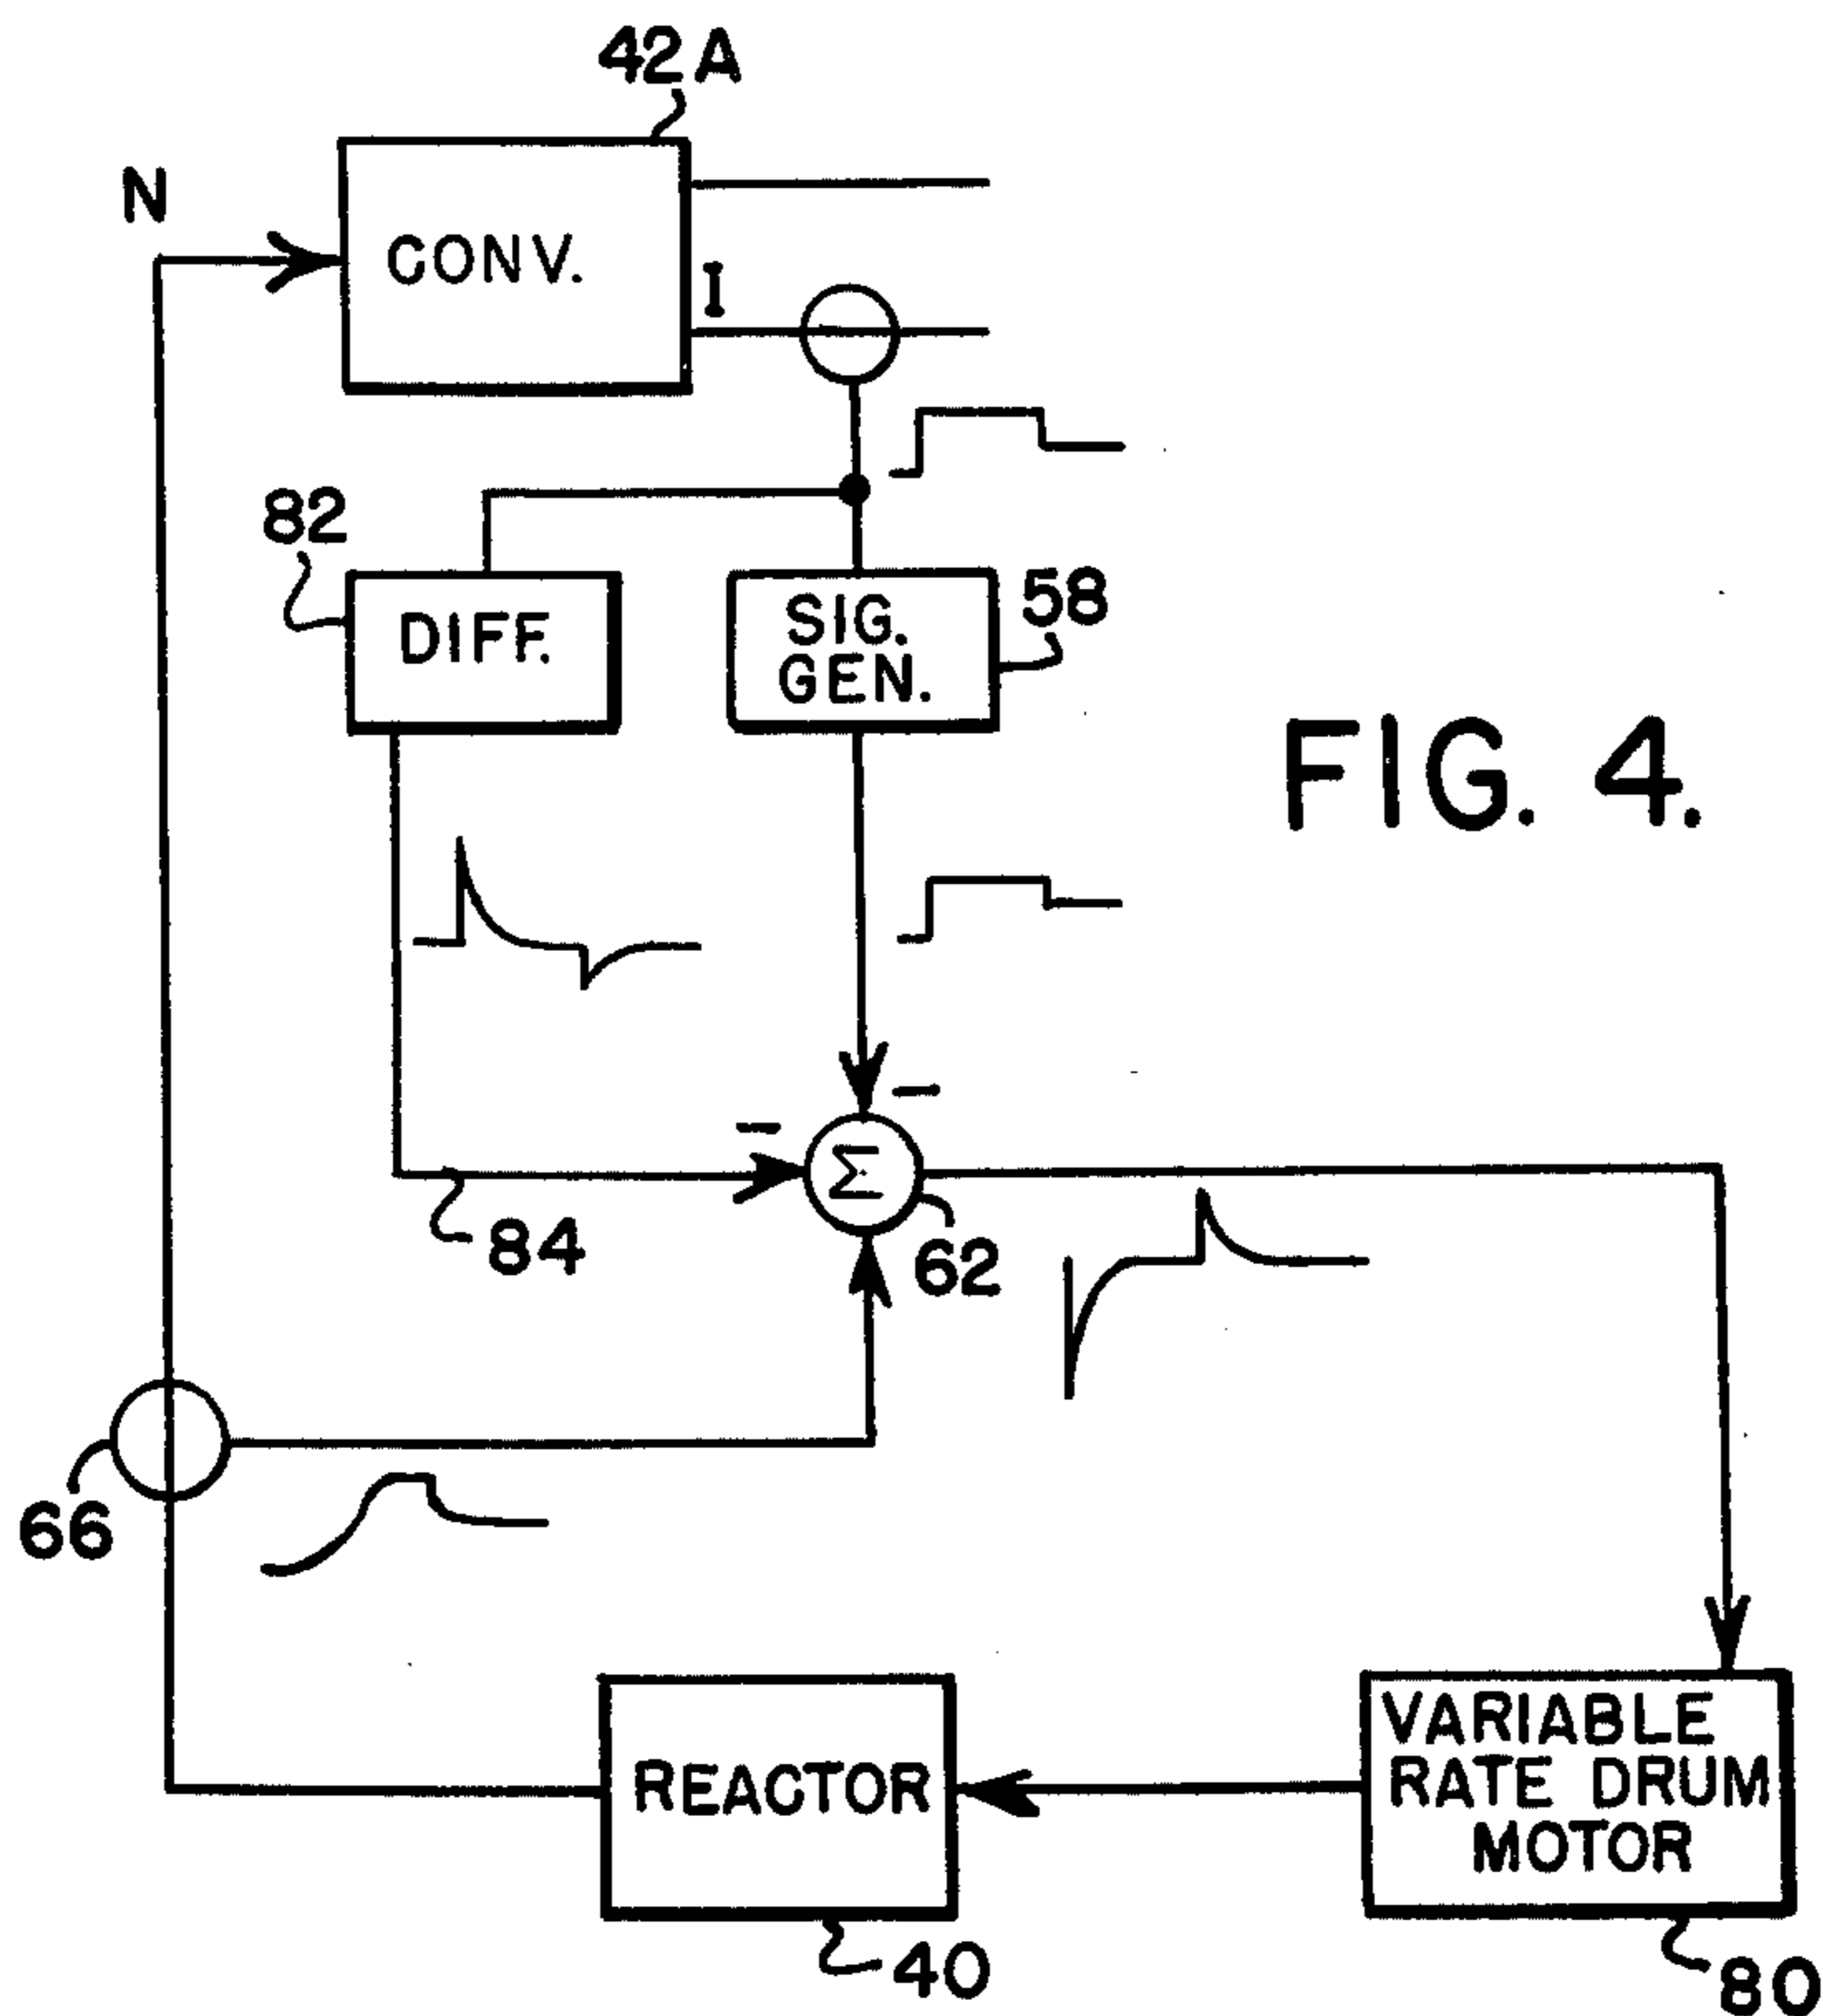 42A
N
CONV.
I
82
DIFF.
SIG.
GEN.
58
FIG. 4.
-
-
Σ
84
62
66
REACTOR
VARIABLE
RATE DRUM
MOTOR
40
80